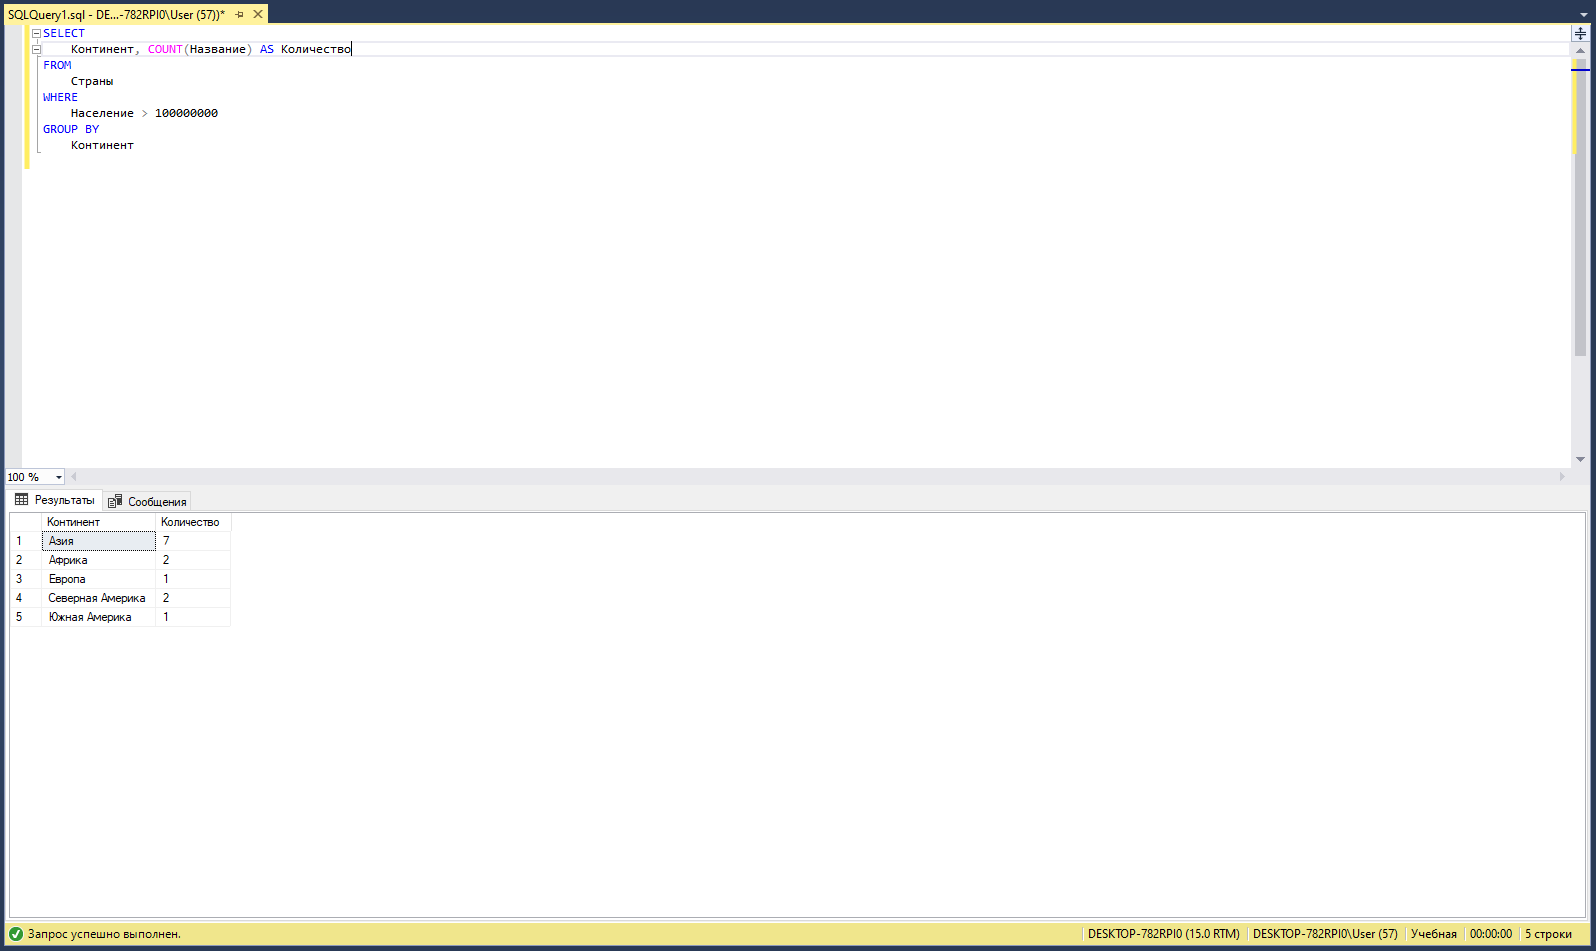 SQLQuery1.sql - DE...-782RPI0\User (57))*
SELECT
Континент, COUNT(Название) AS Количество
FROM
Страны
WHERE
Население > 100000000
GROUP BY
Континент
100 %
Результаты Сообщения
Континент Количество
1 Азия 7
2 Африка 2
3 Европа 1
4 Северная Америка 2
5 Южная Америка 1
Запрос успешно выполнен. DESKTOP-782RPI0 (15.0 RTM) DESKTOP-782RPI0\User (57) Учебная 00:00:00 5 строки